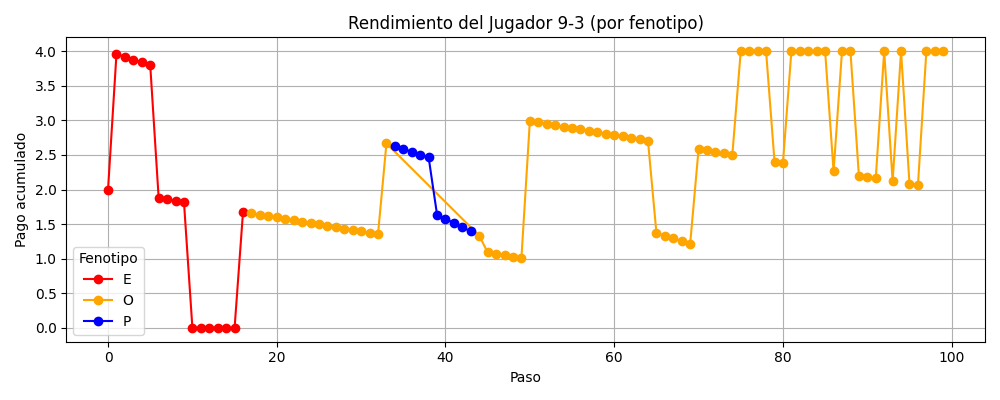 Rendimiento del Jugador 9-3 (por fenotipo)
Pago acumulado
4.0
3.5
3.0
2.5
2.0
1.5
1.0
0.5
0.0
Fenotipo
E
O
P
0 20 40 60 80 100
Paso